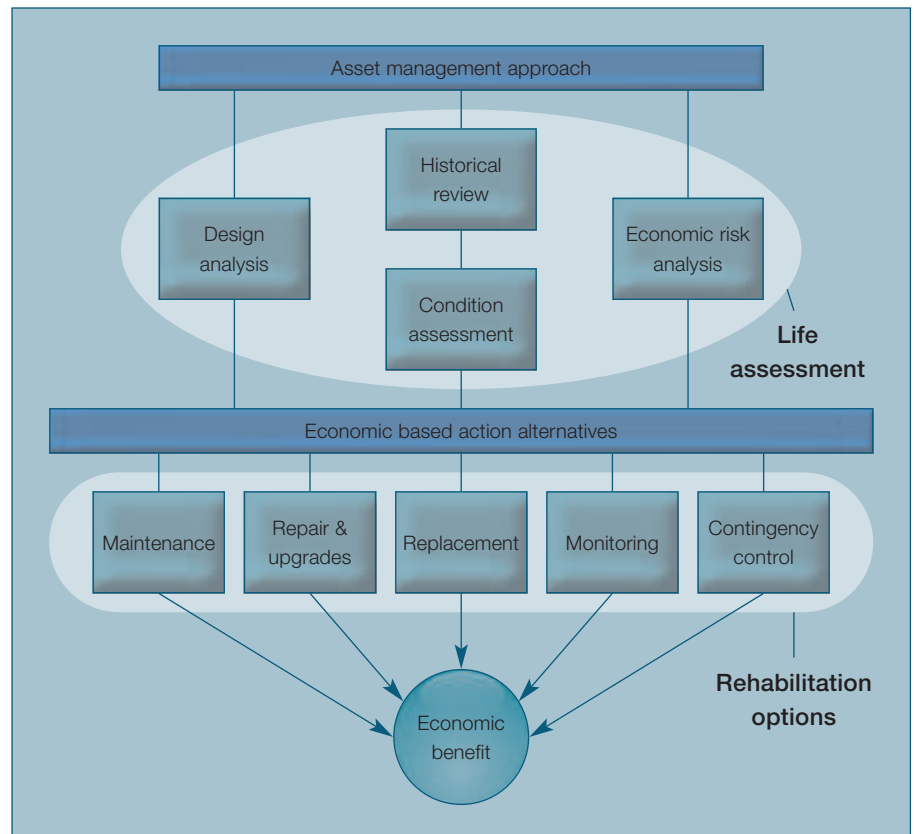 Asset management approach
Historical
review
Design
analysis
Economic risk
analysis
Condition
assessment
Life
assessment
Economic based action alternatives
Maintenance
Repair &
upgrades
Replacement
Monitoring
Contingency
control
Rehabilitation
options
Economic
benefit